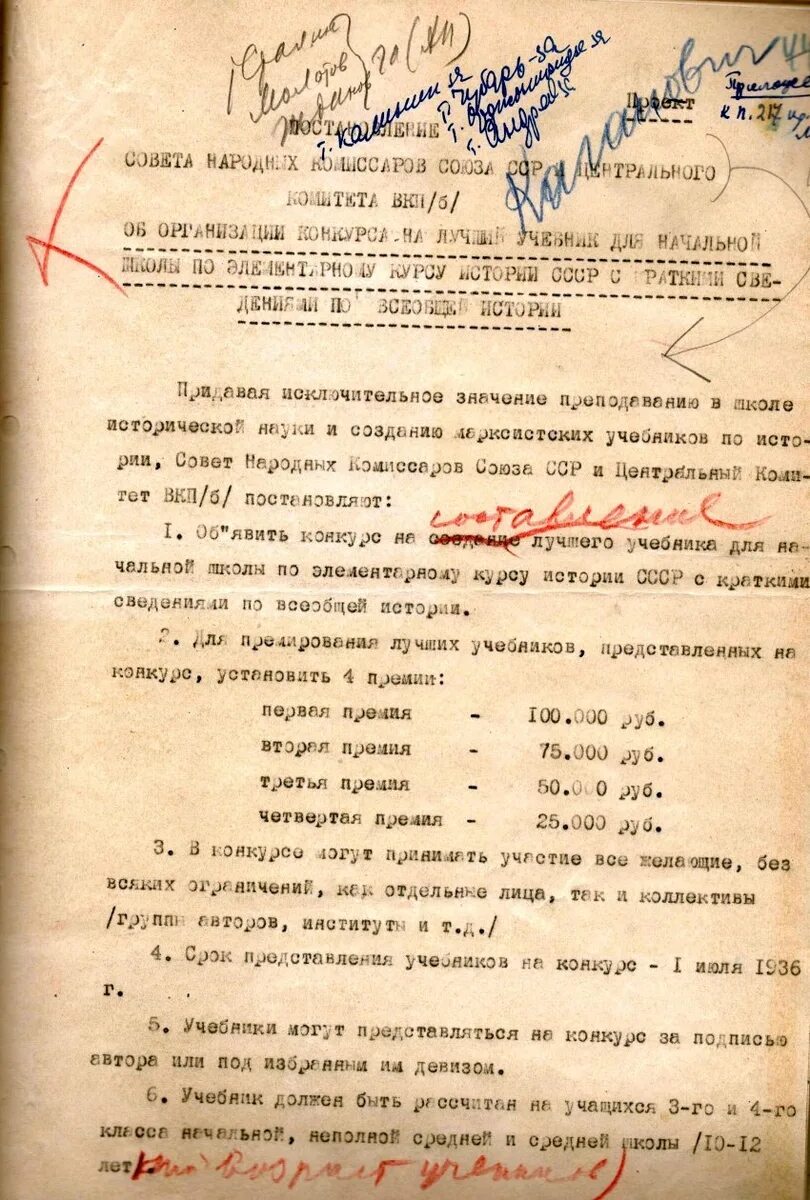 Сталин
Молотов
Жданов
за (АП)
т. Калинин за
т. Чубарь - за
т. Орджоникидзе за
т. Андреев за
Каганович
44
Проект
к п. 217 пр.
ПОСТАНОВЛЕНИЕ
СОВЕТА НАРОДНЫХ КОМИССАРОВ СОЮЗА ССР И ЦЕНТРАЛЬНОГО
КОМИТЕТА ВКП/б/
ОБ ОРГАНИЗАЦИИ КОНКУРСА НА ЛУЧШИЙ УЧЕБНИК ДЛЯ НАЧАЛЬНОЙ
ШКОЛЫ ПО ЭЛЕМЕНТАРНОМУ КУРСУ ИСТОРИИ СССР С КРАТКИМИ СВЕ-
ДЕНИЯМИ ПО ВСЕОБЩЕЙ ИСТОРИИ
Придавая исключительное значение преподаванию в школе
исторической науки и созданию марксистских учебников по исто-
рии, Совет Народных Комиссаров Союза ССР и Центральный Коми-
тет ВКП/б/ постановляют:
составление
1. Об"явить конкурс на создание лучшего учебника для на-
чальной школы по элементарному курсу истории СССР с краткими
сведениями по всеобщей истории.
2. Для премирования лучших учебников, представленных на
конкурс, установить 4 премии:
первая премия - 100.000 руб.
вторая премия - 75.000 руб.
третья премия - 50.000 руб.
четвертая премия - 25.000 руб.
3. В конкурсе могут принимать участие все желающие, без
всяких ограничений, как отдельные лица, так и коллективы
/группы авторов, институты и т.д./
4. Срок представления учебников на конкурс - 1 июля 1936
г.
5. Учебники могут представляться на конкурс за подписью
автора или под избранным им девизом.
6. Учебник должен быть рассчитан на учащихся 3-го и 4-го
класса начальной, неполной средней и средней школы /10-12
лет возраст учеников)